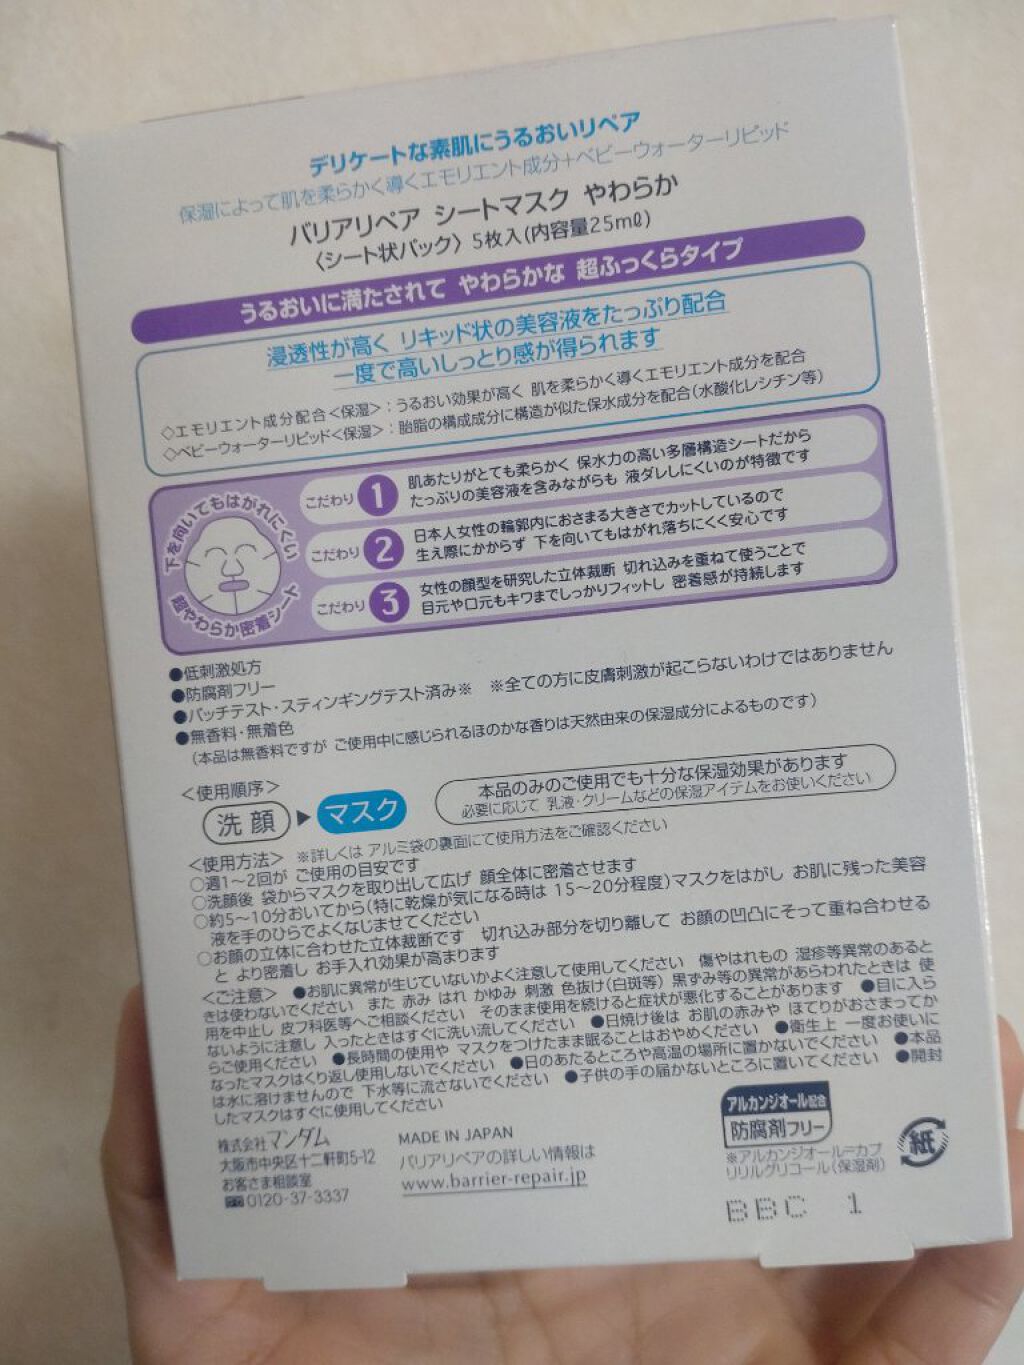 デリケートな素肌にうるおいリペア
保湿によって肌を柔らかく導くエモリエント成分+ベビーウォーターリピッド
バリアリペア シートマスク やわらか
〈シート状パック〉5枚入(内容量25mℓ)
うるおいに満たされて やわらかな 超ふっくらタイプ
浸透性が高く リキッド状の美容液をたっぷり配合
一度で高いしっとり感が得られます
◇エモリエント成分配合<保湿>：うるおい効果が高く 肌を柔らかく導くエモリエント成分を配合
◇ベビーウォーターリピッド<保湿>：胎脂の構成成分に構造が似た保水成分を配合(水酸化レシチン等)
下を向いてもはがれにくい
超やわらか密着シート
こだわり 1 肌あたりがとても柔らかく 保水力の高い多層構造シートだから
たっぷりの美容液を含みながらも 液ダレしにくいのが特徴です
こだわり 2 日本人女性の輪郭内におさまる大きさでカットしているので
生え際にかからず 下を向いてもはがれ落ちにくく安心です
こだわり 3 女性の顔型を研究した立体裁断 切れ込みを重ねて使うことで
目元や口元もキワまでしっかりフィットし 密着感が持続します
●低刺激処方
●防腐剤フリー
●パッチテスト・スティンギングテスト済み※ ※全ての方に皮膚刺激が起こらないわけではありません
●無香料・無着色
(本品は無香料ですが ご使用中に感じられるほのかな香りは天然由来の保湿成分によるものです)
<使用順序>
洗顔 ▶ マスク
本品のみのご使用でも十分な保湿効果があります
必要に応じて 乳液・クリームなどの保湿アイテムをお使いください
<使用方法> ※詳しくは アルミ袋の裏面にて使用方法をご確認ください
○週1〜2回が ご使用の目安です
○洗顔後 袋からマスクを取り出して広げ 顔全体に密着させます
○約5〜10分おいてから(特に乾燥が気になる時は 15〜20分程度)マスクをはがし お肌に残った美容
液を手のひらでよくなじませてください
○お顔の立体に合わせた立体裁断です 切れ込み部分を切り離して お顔の凹凸にそって重ね合わせる
と より密着し お手入れ効果が高まります
<ご注意> ●お肌に異常が生じていないかよく注意して使用してください 傷やはれもの 湿疹等異常のあると
きは使わないでください また 赤み はれ かゆみ 刺激 色抜け(白斑等) 黒ずみ等の異常があらわれたときは 使
用を中止し 皮フ科医等へご相談ください そのまま使用を続けると症状が悪化することがあります ●目に入ら
ないように注意し 入ったときはすぐに洗い流してください ●日焼け後は お肌の赤みや ほてりがおさまってか
らご使用ください ●長時間の使用や マスクをつけたまま眠ることはおやめください ●衛生上 一度お使いに
なったマスクはくり返し使用しないでください ●日のあたるところや高温の場所に置かないでください ●本品
は水に溶けませんので 下水等に流さないでください ●子供の手の届かないところに置いてください ●開封
したマスクはすぐに使用してください
株式会社マンダム
大阪市中央区十二軒町5-12
お客さま相談室
0120-37-3337
MADE IN JAPAN
バリアリペアの詳しい情報は
www.barrier-repair.jp
アルカンジオール配合
防腐剤フリー
※アルカンジオール=カプ
リリルグリコール(保湿剤)
紙
BBC 1